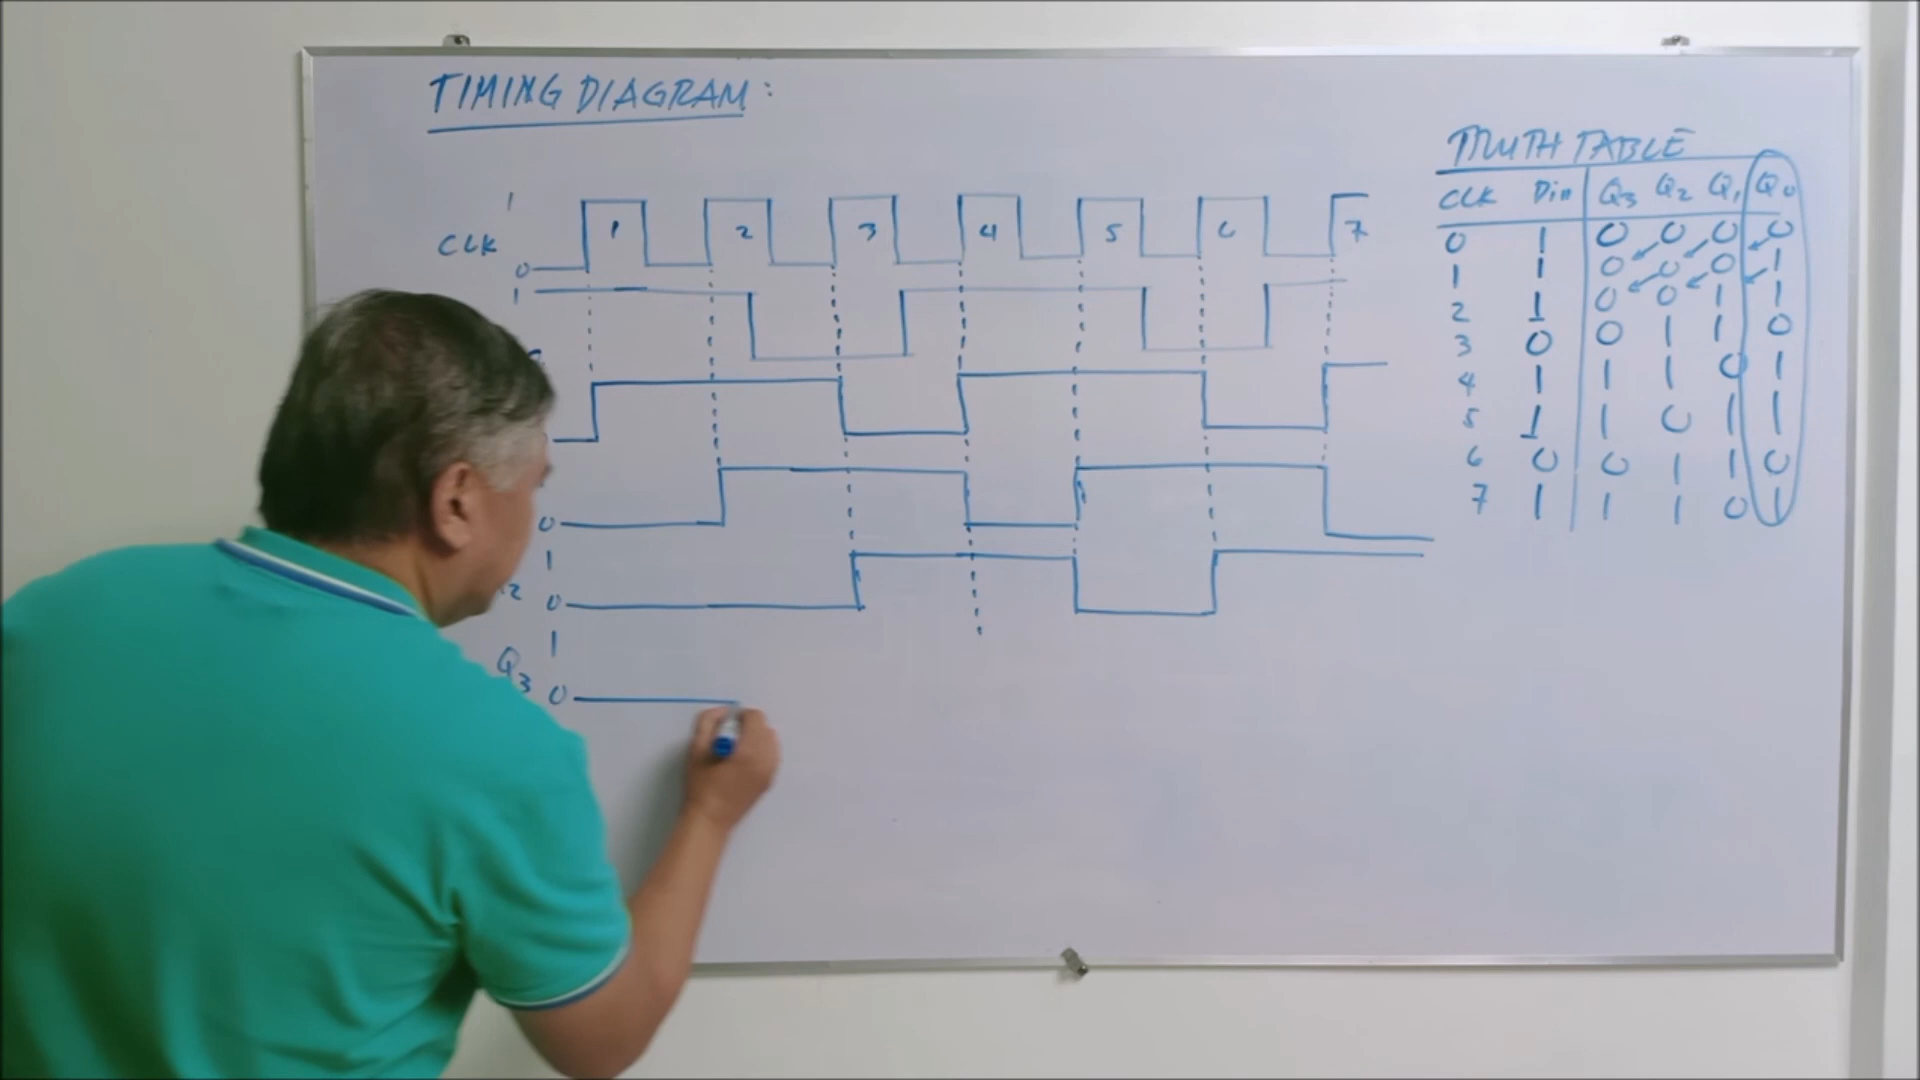 TIMING DIAGRAM:
TRUTH TABLE
CLK Din Q3 Q2 Q1 Q0
0 1 0 0 0 0
1 1 0 0 0 1
2 1 0 0 1 1
3 0 0 1 1 0
4 1 1 1 0 1
5 1 1 0 1 1
6 0 0 1 1 0
7 1 1 1 0 1
1
CLK 1 2 3 4 5 6 7
0
1
0
1
2 0
1
Q3 0